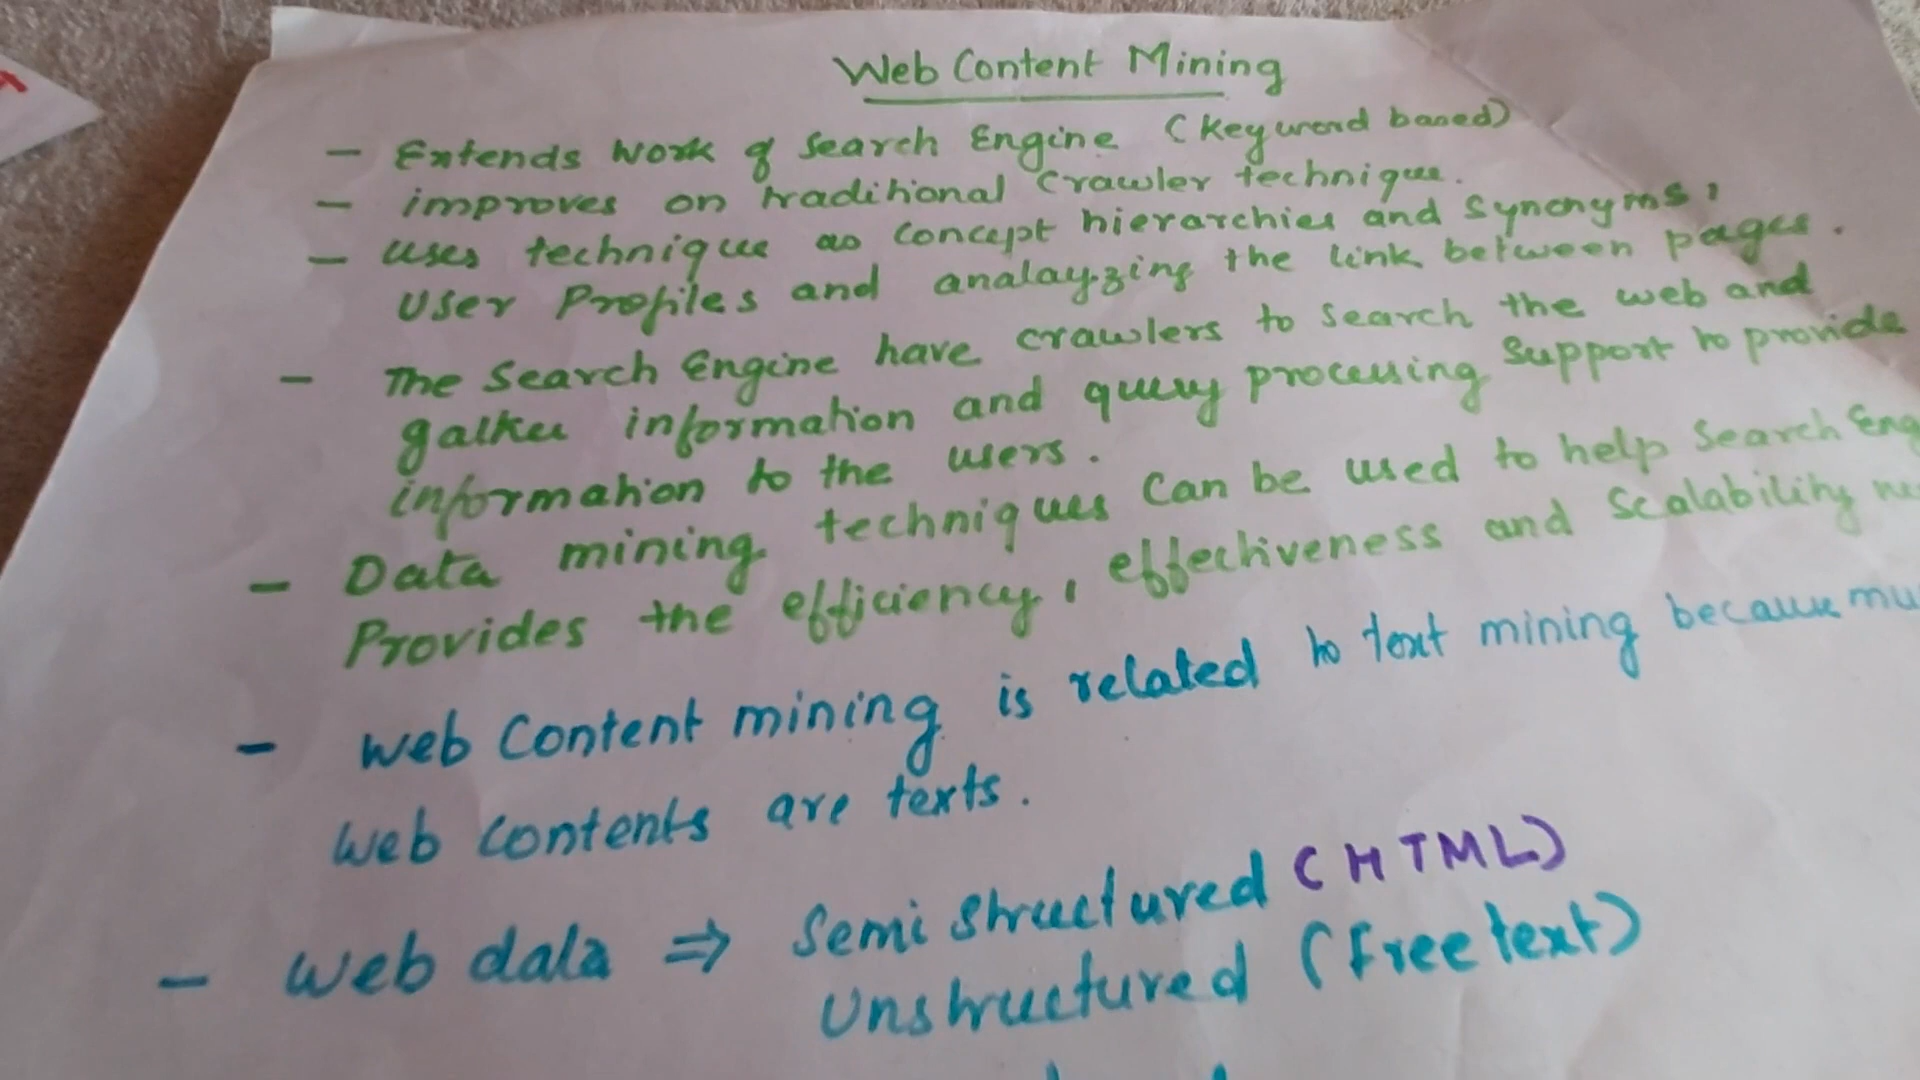 Web Content Mining
- Extends Work of Search Engine (Keyword based)
- improves on traditional Crawler technique.
- uses technique as concept hierarchies and Synonyms,
User Profiles and analayzing the link between pages.
- The Search Engine have crawlers to Search the web and
gather information and query processing Support to provide
information to the users.
- Data mining techniques Can be used to help Search Eng
Provides the efficiency, effectiveness and Scalability
- Web Content mining is related to text mining because
Web Contents are texts.
- Web data ⇒ Semi Structured (HTML)
Unstructured (Free text)